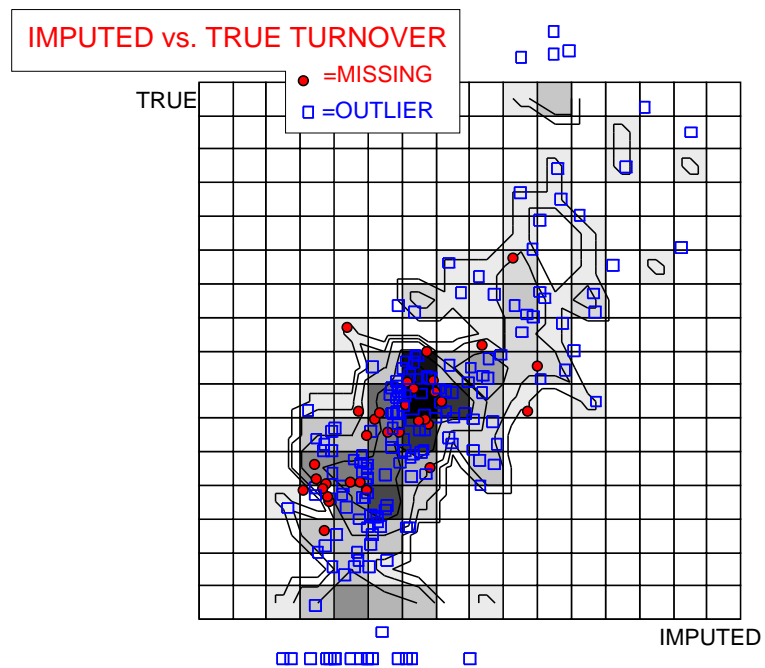 IMPUTED vs. TRUE TURNOVER
=MISSING
=OUTLIER
TRUE
IMPUTED